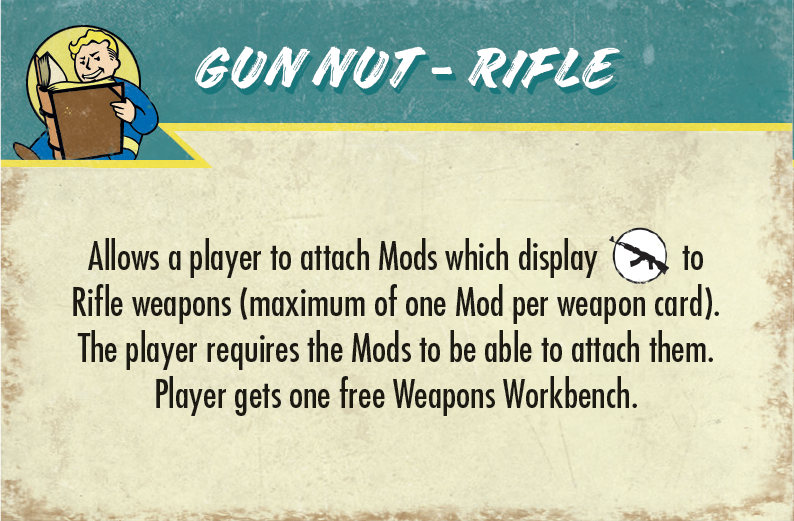 GUN NUT - RIFLE
Allows a player to attach Mods which display to
Rifle weapons (maximum of one Mod per weapon card).
The player requires the Mods to be able to attach them.
Player gets one free Weapons Workbench.